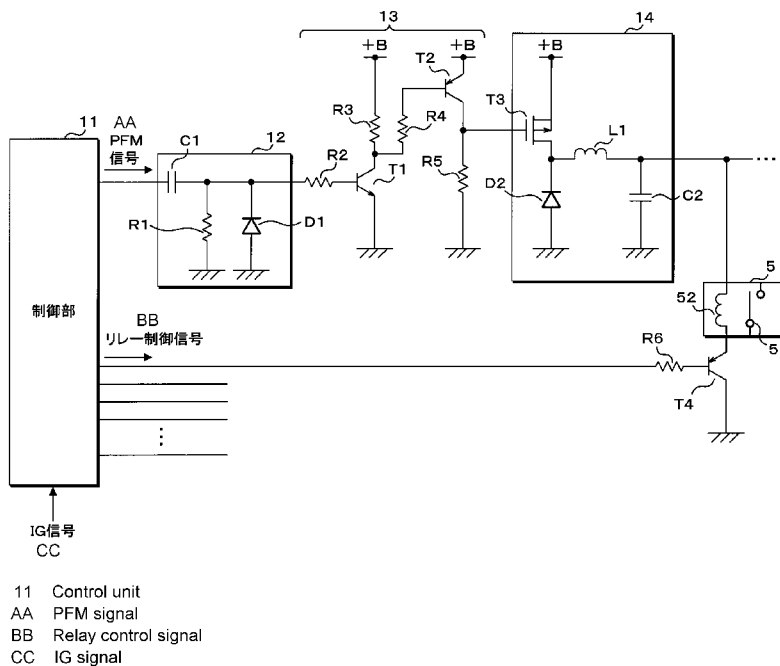 13
14
+B
+B
+B
T2
11
AA
PFM
信号
C1
12
R3
R4
T3
L1
R2
T1
R5
R1
D1
D2
C2
制御部
BB
リレー制御信号
5
52
5
R6
T4
IG信号
CC
11 Control unit
AA PFM signal
BB Relay control signal
CC IG signal